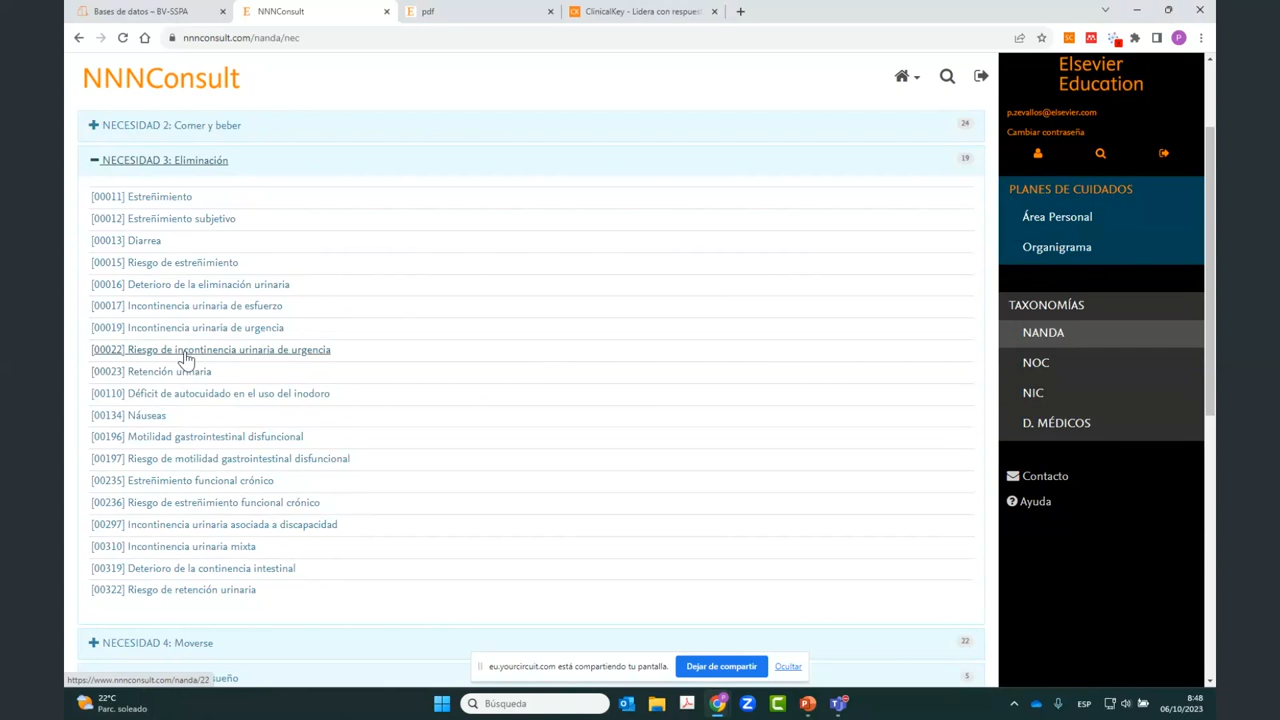 Bases de datos – BV-SSPA
NNNConsult
pdf
ClinicalKey - Lidera con respues
nnnconsult.com/nanda/nec
NNNConsult
NECESIDAD 2: Comer y beber
24
NECESIDAD 3: Eliminación
19
[00011] Estreñimiento
[00012] Estreñimiento subjetivo
[00013] Diarrea
[00015] Riesgo de estreñimiento
[00016] Deterioro de la eliminación urinaria
[00017] Incontinencia urinaria de esfuerzo
[00019] Incontinencia urinaria de urgencia
[00022] Riesgo de incontinencia urinaria de urgencia
[00023] Retención urinaria
[00110] Déficit de autocuidado en el uso del inodoro
[00134] Náuseas
[00196] Motilidad gastrointestinal disfuncional
[00197] Riesgo de motilidad gastrointestinal disfuncional
[00235] Estreñimiento funcional crónico
[00236] Riesgo de estreñimiento funcional crónico
[00297] Incontinencia urinaria asociada a discapacidad
[00310] Incontinencia urinaria mixta
[00319] Deterioro de la continencia intestinal
[00322] Riesgo de retención urinaria
NECESIDAD 4: Moverse
22
sueño
5
Elsevier
Education
p.zevallos@elsevier.com
Cambiar contraseña
PLANES DE CUIDADOS
Área Personal
Organigrama
TAXONOMÍAS
NANDA
NOC
NIC
D. MÉDICOS
Contacto
Ayuda
eu.yourcircuit.com está compartiendo tu pantalla.
Dejar de compartir
Ocultar
https://www.nnnconsult.com/nanda/22
22°C
Parc. soleado
Búsqueda
ESP
8:48
06/10/2023